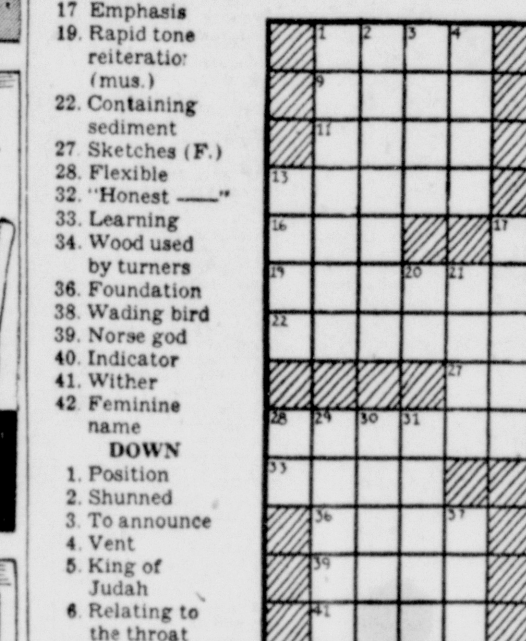 17 Emphasis
19. Rapid tone
reiteration
(mus.)
22. Containing
sediment
27. Sketches (F.)
28. Flexible
32. "Honest ——"
33. Learning
34. Wood used
by turners
36. Foundation
38. Wading bird
39. Norse god
40. Indicator
41. Wither
42. Feminine
name
DOWN
1. Position
2. Shunned
3. To announce
4. Vent
5. King of
Judah
6. Relating to
the throat
1 2 3 4
9
11
13
16 17
19 20 21
22
27
28 29 30 31
33
36 37
39
41